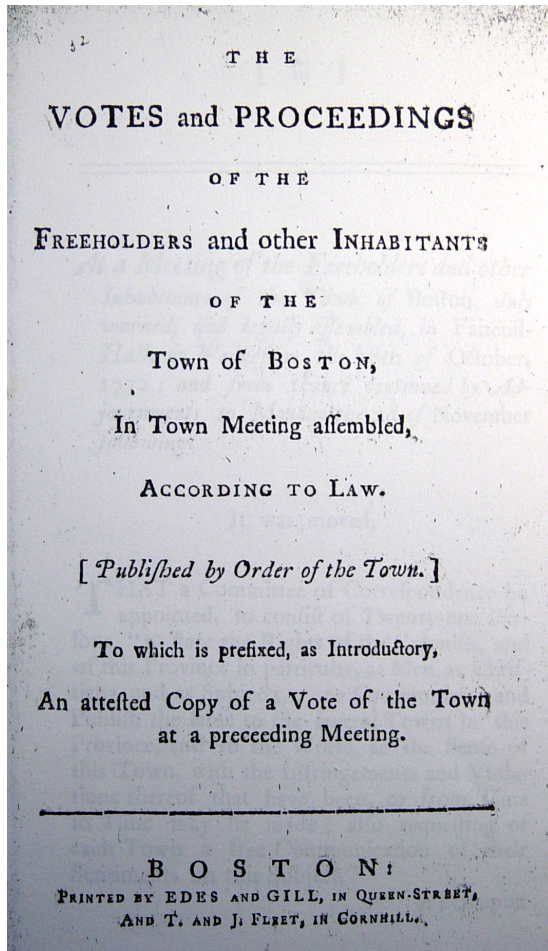 32
THE
VOTES and PROCEEDINGS
OF THE
FREEHOLDERS and other INHABITANTS
OF THE
Town of BOSTON,
In Town Meeting aſſembled,
ACCORDING TO LAW.
[ Publiſhed by Order of the Town. ]
To which is prefixed, as Introductory,
An atteſted Copy of a Vote of the Town
at a preceeding Meeting.
BOSTON:
PRINTED BY EDES AND GILL, IN QUEEN-STREET,
AND T. AND J. FLEET, IN CORNHILL.